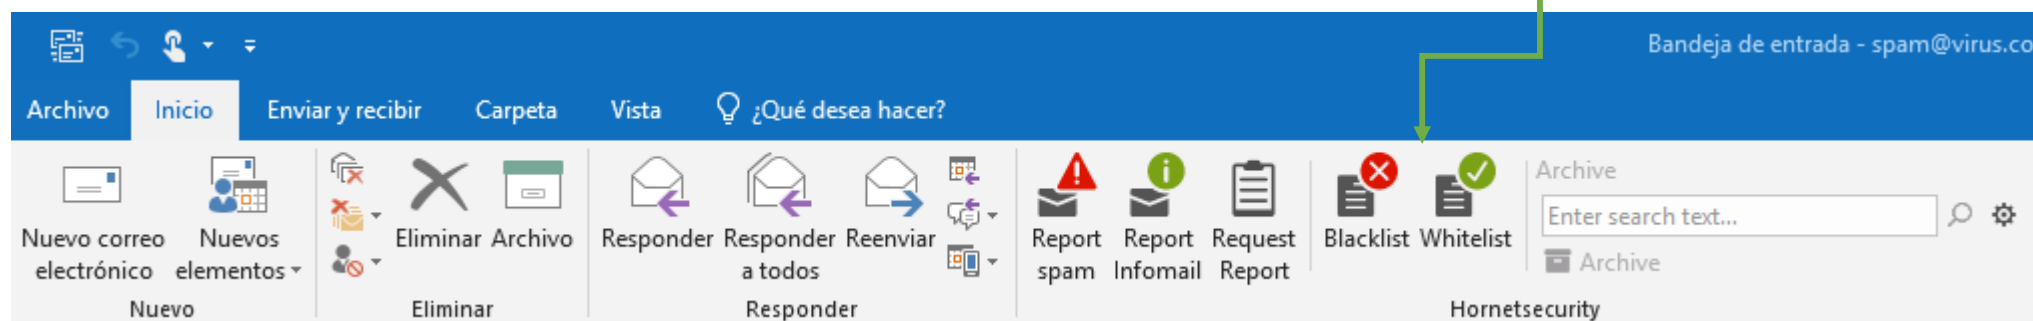 Bandeja de entrada - spam@virus.co
Archivo Inicio Enviar y recibir Carpeta Vista ¿Qué desea hacer?
Nuevo correo electrónico
Nuevos elementos
Eliminar Archivo
Responder Responder a todos Reenviar
Report spam
Report Infomail
Request Report
Blacklist Whitelist
Archive
Enter search text...
Archive
Nuevo Eliminar Responder Hornetsecurity